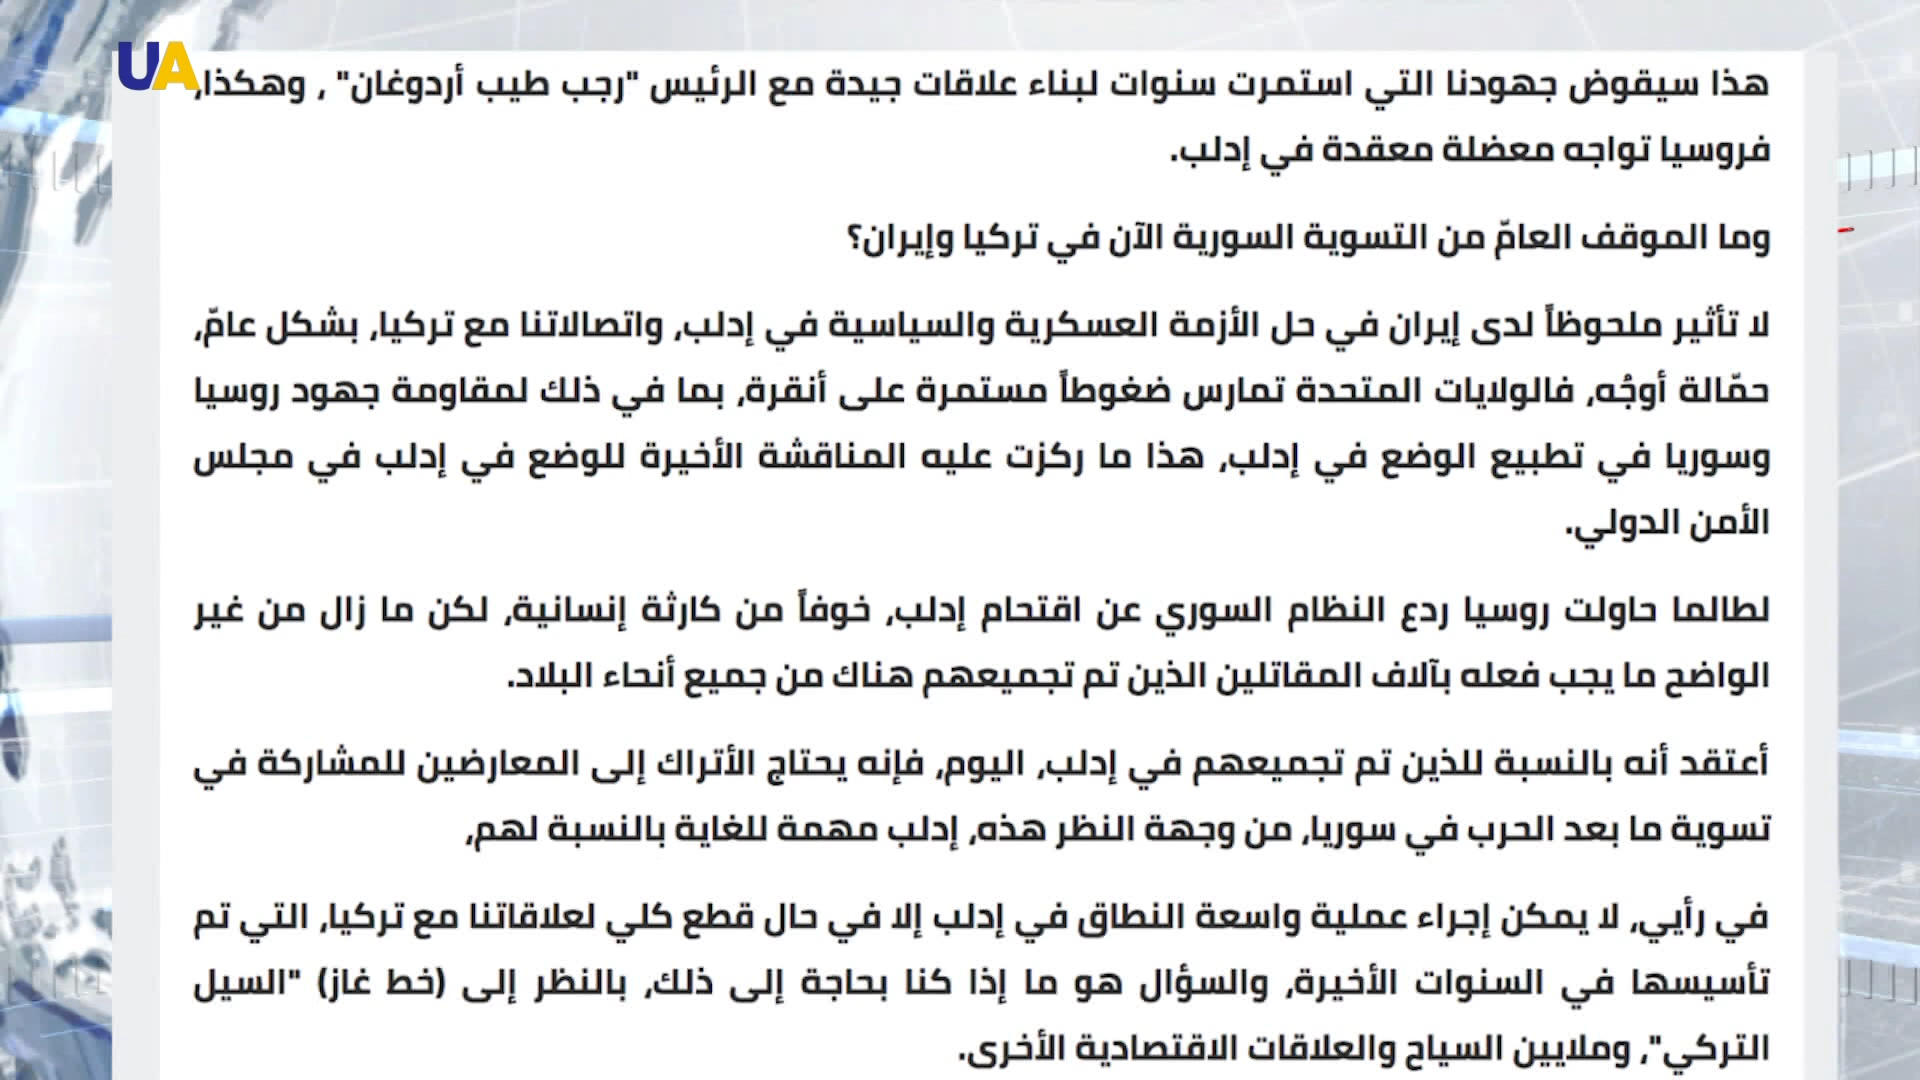 UA
هذا سيقوض جهودنا التي استمرت سنوات لبناء علاقات جيدة مع الرئيس "رجب طيب أردوغان" ، وهكذا،
فروسيا تواجه معضلة معقدة في إدلب.
وما الموقف العامّ من التسوية السورية الآن في تركيا وإيران؟
لا تأثير ملحوظاً لدى إيران في حل الأزمة العسكرية والسياسية في إدلب، واتصالاتنا مع تركيا، بشكل عامّ،
حمّالة أوجُه، فالولايات المتحدة تمارس ضغوطاً مستمرة على أنقرة، بما في ذلك لمقاومة جهود روسيا
وسوريا في تطبيع الوضع في إدلب، هذا ما ركزت عليه المناقشة الأخيرة للوضع في إدلب في مجلس
الأمن الدولي.
لطالما حاولت روسيا ردع النظام السوري عن اقتحام إدلب، خوفاً من كارثة إنسانية، لكن ما زال من غير
الواضح ما يجب فعله بآلاف المقاتلين الذين تم تجميعهم هناك من جميع أنحاء البلاد.
أعتقد أنه بالنسبة للذين تم تجميعهم في إدلب، اليوم، فإنه يحتاج الأتراك إلى المعارضين للمشاركة في
تسوية ما بعد الحرب في سوريا، من وجهة النظر هذه، إدلب مهمة للغاية بالنسبة لهم،
في رأيي، لا يمكن إجراء عملية واسعة النطاق في إدلب إلا في حال قطع كلي لعلاقاتنا مع تركيا، التي تم
تأسيسها في السنوات الأخيرة، والسؤال هو ما إذا كنا بحاجة إلى ذلك، بالنظر إلى (خط غاز) "السيل
التركي"، وملايين السياح والعلاقات الاقتصادية الأخرى.